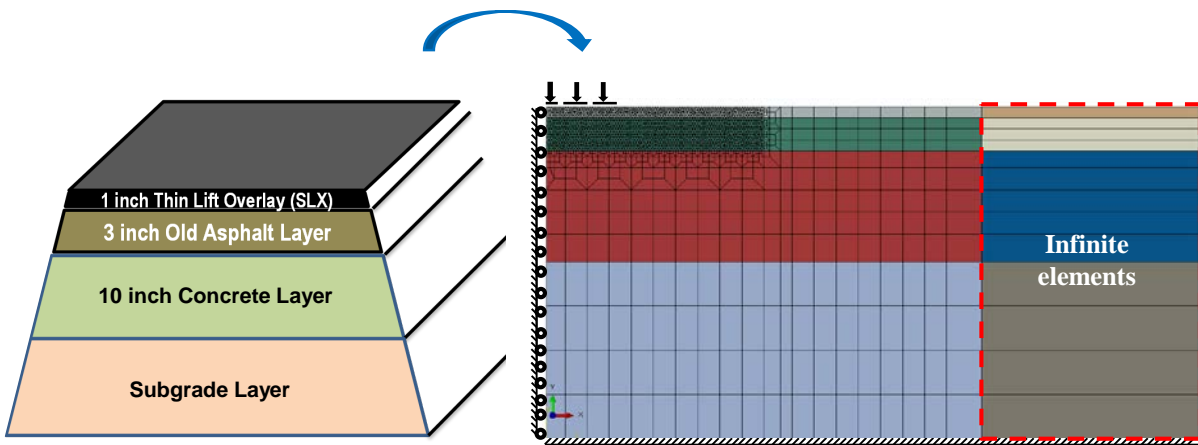 1 inch Thin Lift Overlay (SLX)
3 inch Old Asphalt Layer
10 inch Concrete Layer
Subgrade Layer
Infinite
elements
Y
X